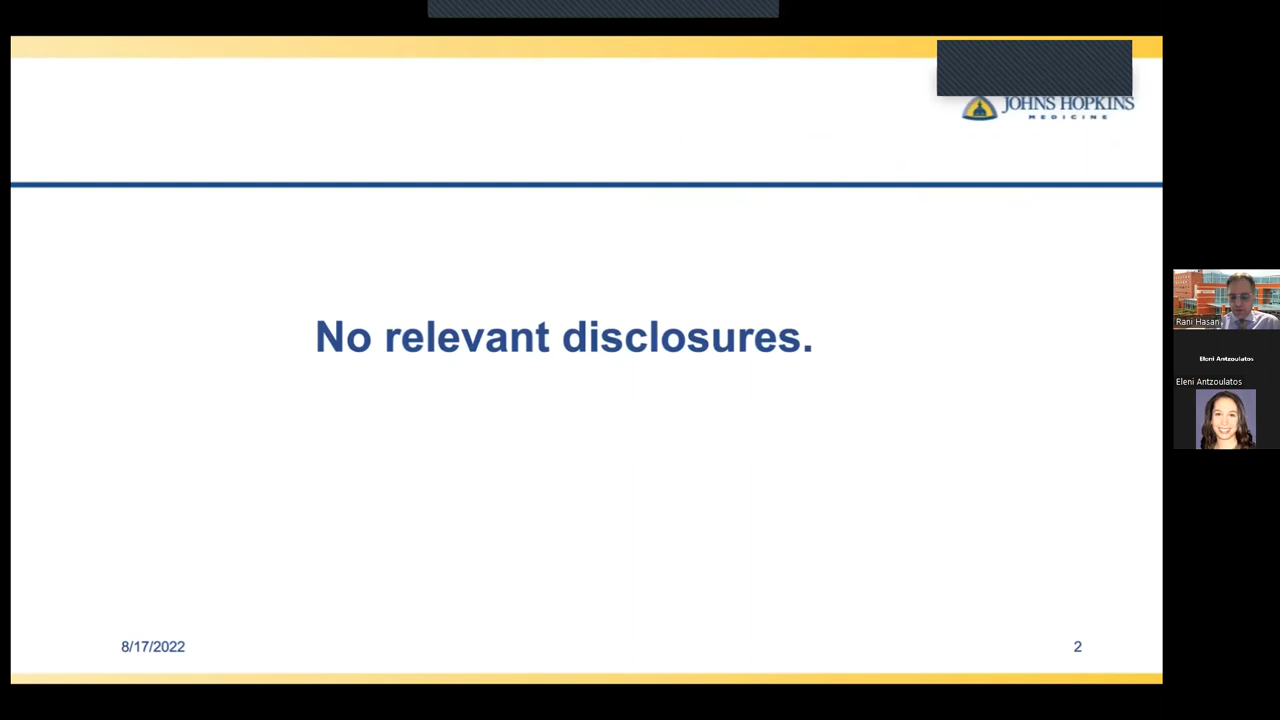 JOHNS HOPKINS
MEDICINE
No relevant disclosures.
8/17/2022
2
Rani Hasan
Eleni Antzoulatos
Eleni Antzoulatos